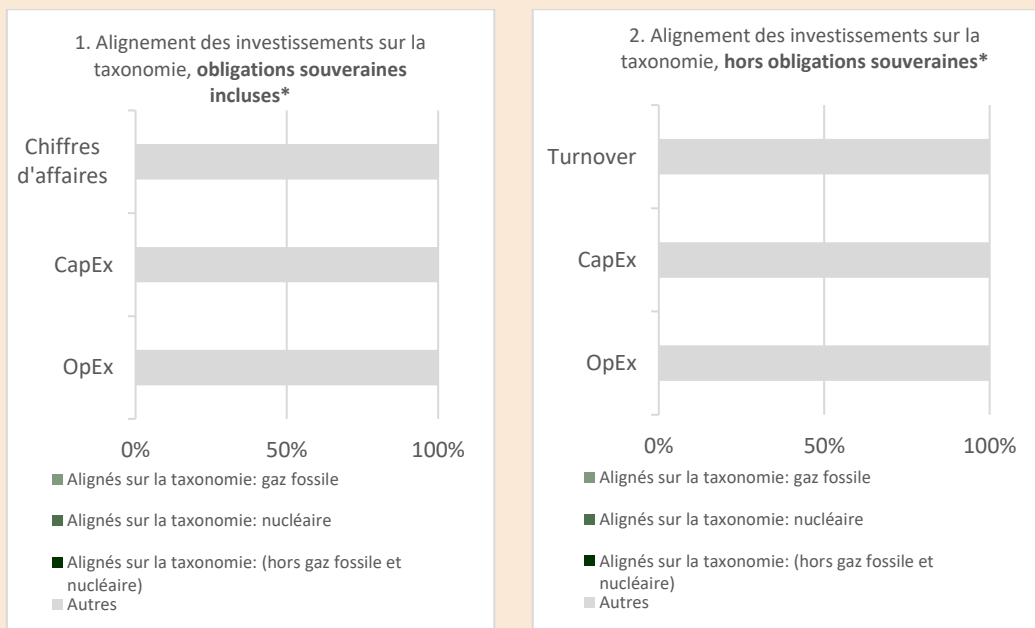 1. Alignement des investissements sur la
taxonomie, obligations souveraines
incluses*
Chiffres
d'affaires
CapEx
OpEx
0%
50%
100%
Alignés sur la taxonomie: gaz fossile
Alignés sur la taxonomie: nucléaire
Alignés sur la taxonomie: (hors gaz fossile et
nucléaire)
Autres
2. Alignement des investissements sur la
taxonomie, hors obligations souveraines*
Turnover
CapEx
OpEx
0%
50%
100%
Alignés sur la taxonomie: gaz fossile
Alignés sur la taxonomie: nucléaire
Alignés sur la taxonomie: (hors gaz fossile et
nucléaire)
Autres